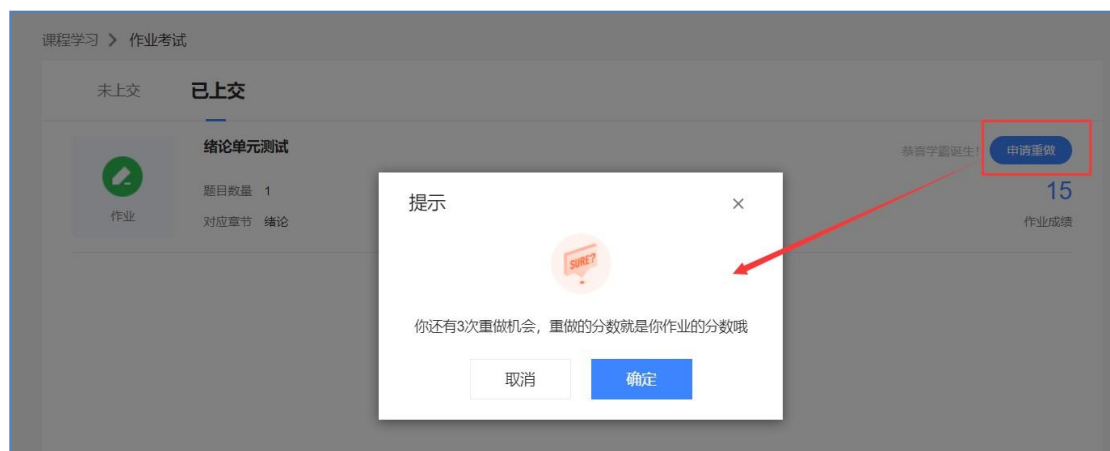 课程学习 > 作业考试
未上交 已上交
绪论单元测试
恭喜学霸诞生! 申请重做
题目数量 1
15
作业
对应章节 绪论
作业成绩
提示
SURE?
你还有3次重做机会，重做的分数就是你作业的分数哦
取消 确定